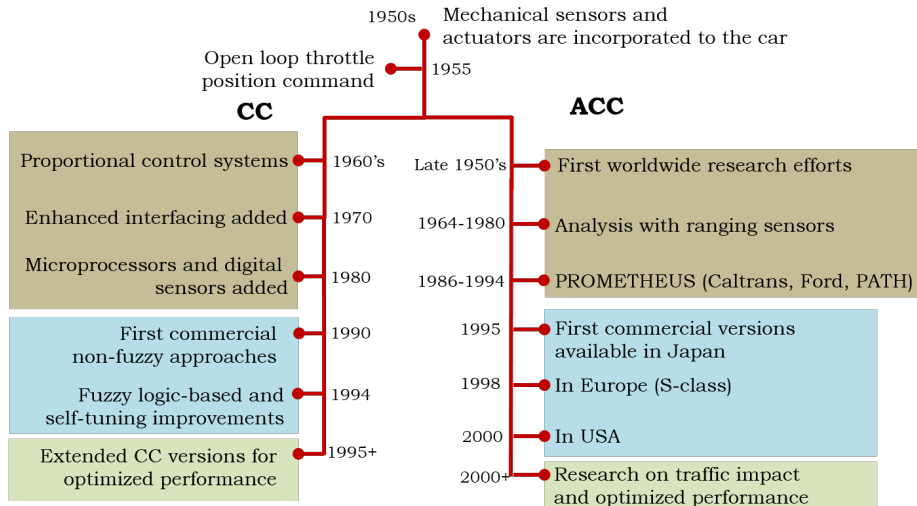 1950s
Mechanical sensors and
actuators are incorporated to the car
Open loop throttle
position command
1955
CC
ACC
Proportional control systems
1960's
Enhanced interfacing added
1970
Microprocessors and digital
sensors added
1980
First commercial
non-fuzzy approaches
1990
Fuzzy logic-based and
self-tuning improvements
1994
Extended CC versions for
optimized performance
1995+
Late 1950's
First worldwide research efforts
1964-1980
Analysis with ranging sensors
1986-1994
PROMETHEUS (Caltrans, Ford, PATH)
1995
First commercial versions
available in Japan
1998
In Europe (S-class)
2000
In USA
2000+
Research on traffic impact
and optimized performance